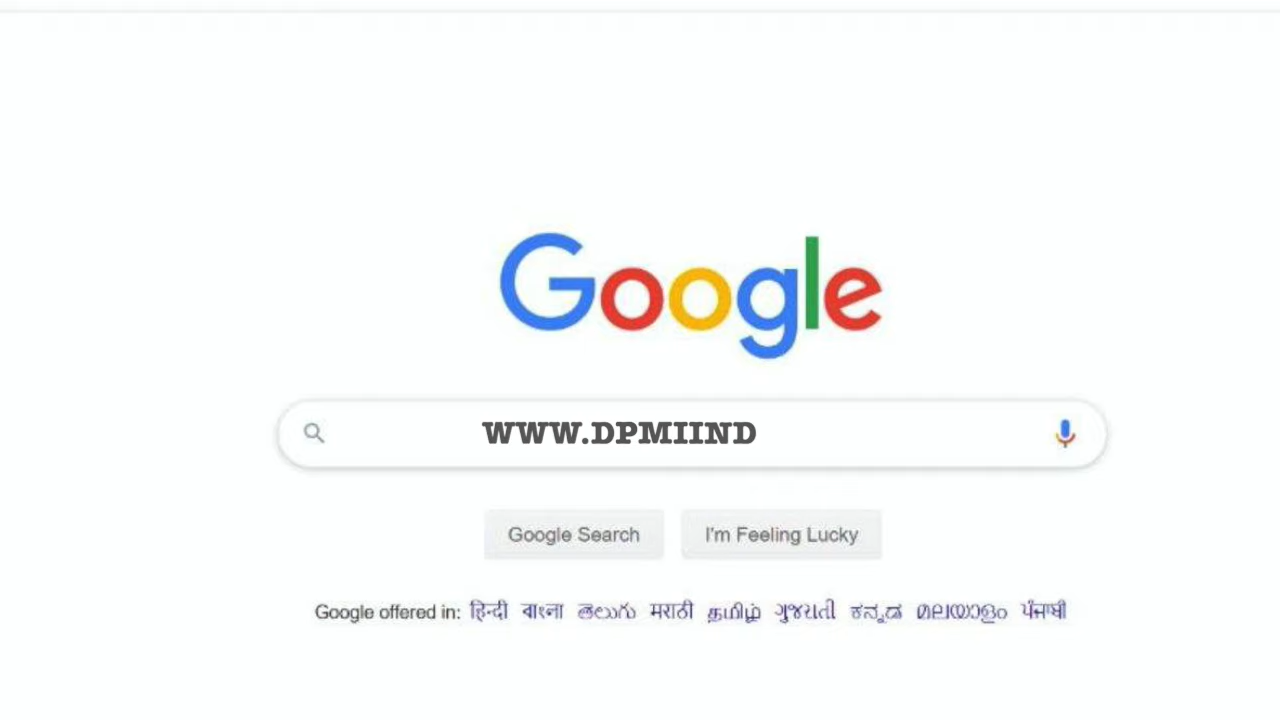 Google
WWW.DPMIIND
Google Search I'm Feeling Lucky
Google offered in: हिन्दी বাংলা తెలుగు मराठी தமிழ் ગુજરાતી ಕನ್ನಡ മലയാളം ਪੰਜਾਬੀ